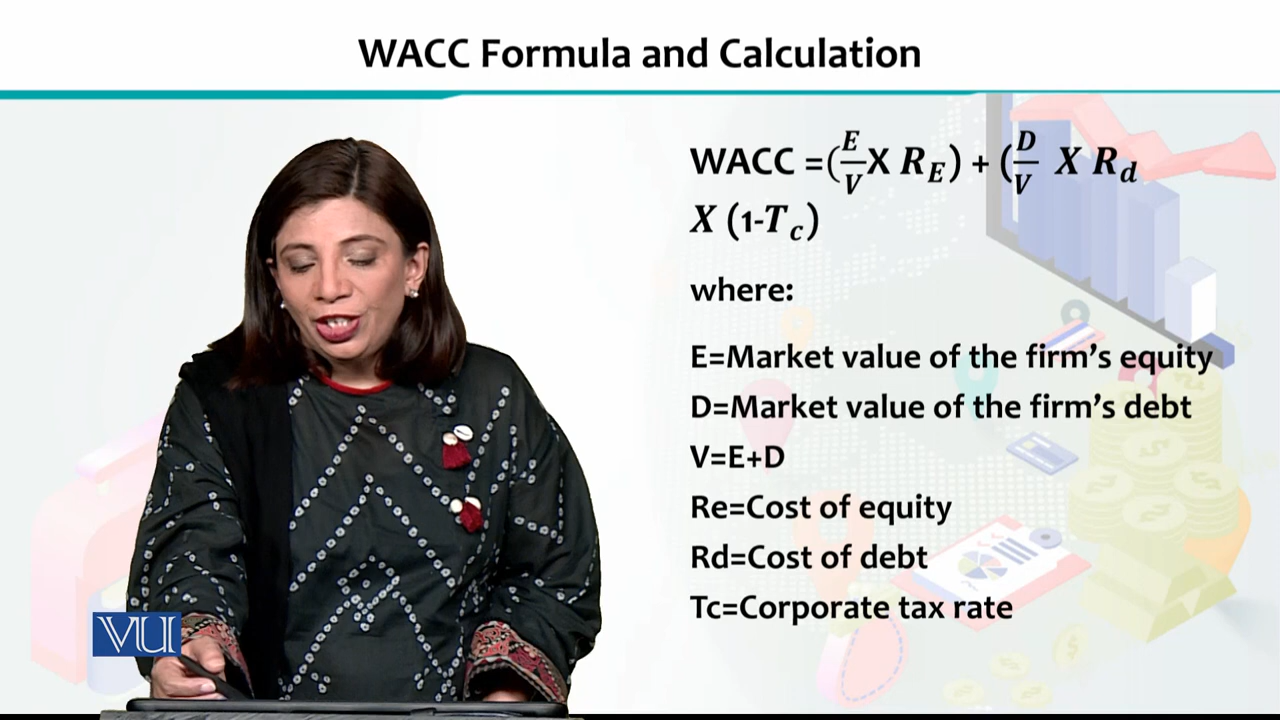 WACC Formula and Calculation
WACC =(E/V X R_E) + (D/V X R_d
X (1-T_c)
where:
E=Market value of the firm’s equity
D=Market value of the firm’s debt
V=E+D
Re=Cost of equity
Rd=Cost of debt
Tc=Corporate tax rate
VU